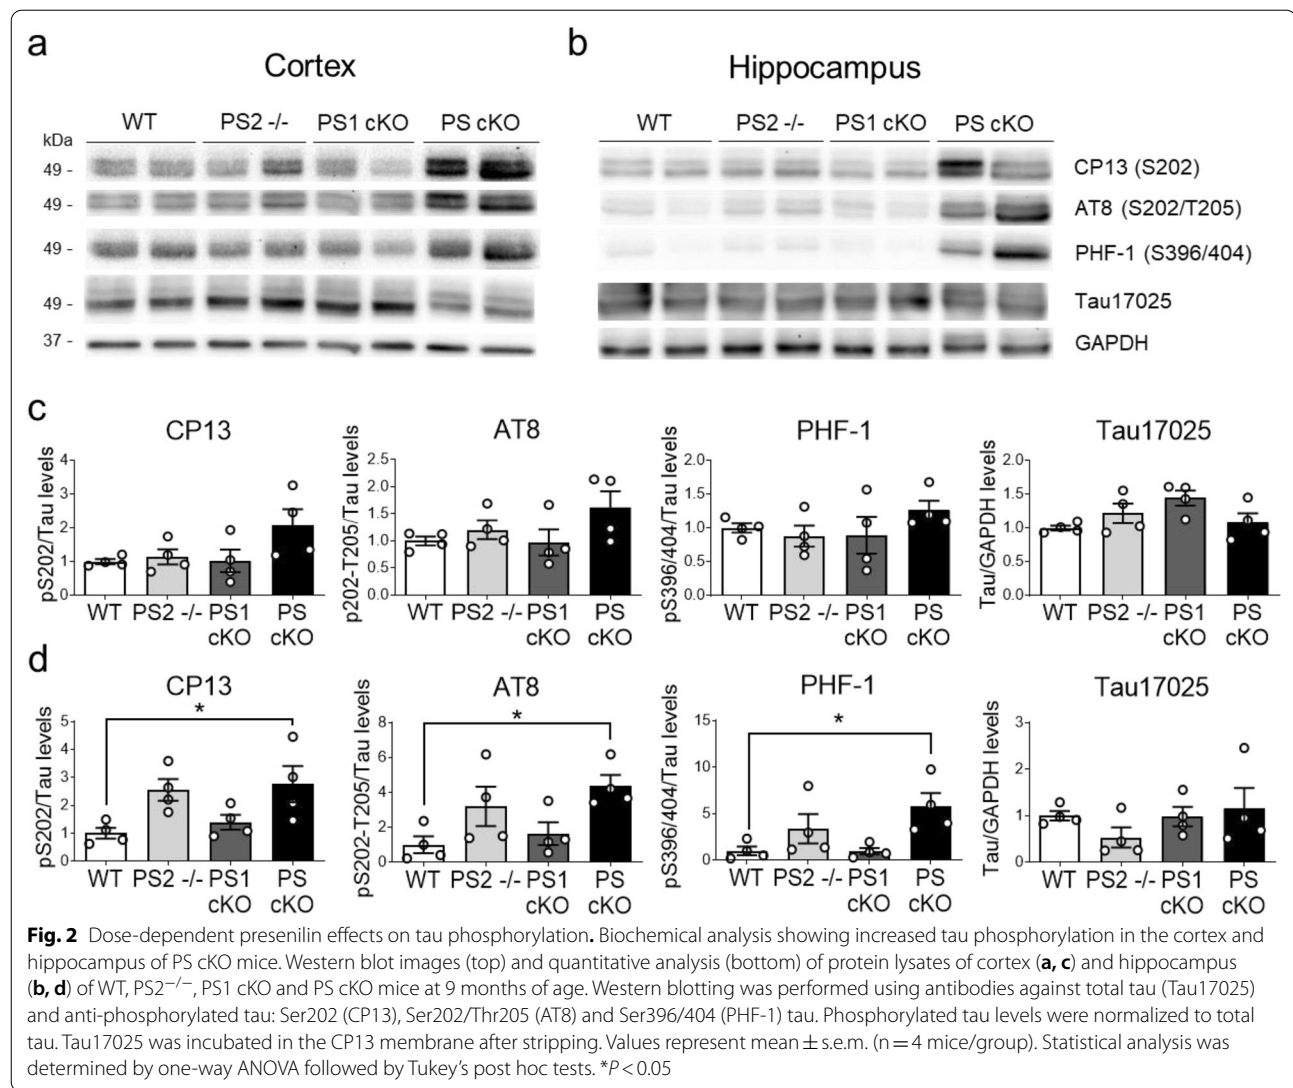 a
b
Cortex
Hippocampus
WT PS2 -/- PS1 cKO PS cKO
WT PS2 -/- PS1 cKO PS cKO
kDa
49 -
CP13 (S202)
49 -
AT8 (S202/T205)
49 -
PHF-1 (S396/404)
49 -
Tau17025
37 -
GAPDH
c
CP13
pS202/Tau levels
4
3
2
1
0
WT PS2 -/- PS1 cKO PS cKO
AT8
p202-T205/Tau levels
2.5
2.0
1.5
1.0
0.5
0.0
WT PS2 -/- PS1 cKO PS cKO
PHF-1
pS396/404/Tau levels
2.0
1.5
1.0
0.5
0.0
WT PS2 -/- PS1 cKO PS cKO
Tau17025
Tau/GAPDH levels
2.0
1.5
1.0
0.5
0.0
WT PS2 -/- PS1 cKO PS cKO
d
CP13
pS202/Tau levels
5
4
3
2
1
0
*
WT PS2 -/- PS1 cKO PS cKO
AT8
pS202-T205/Tau levels
8
6
4
2
0
*
WT PS2 -/- PS1 cKO PS cKO
PHF-1
pS396/404/Tau levels
15
10
5
0
*
WT PS2 -/- PS1 cKO PS cKO
Tau17025
Tau/GAPDH levels
3
2
1
0
WT PS2 -/- PS1 cKO PS cKO
Fig. 2 Dose-dependent presenilin effects on tau phosphorylation. Biochemical analysis showing increased tau phosphorylation in the cortex and
hippocampus of PS cKO mice. Western blot images (top) and quantitative analysis (bottom) of protein lysates of cortex (a, c) and hippocampus
(b, d) of WT, PS2−/−, PS1 cKO and PS cKO mice at 9 months of age. Western blotting was performed using antibodies against total tau (Tau17025)
and anti-phosphorylated tau: Ser202 (CP13), Ser202/Thr205 (AT8) and Ser396/404 (PHF-1) tau. Phosphorylated tau levels were normalized to total
tau. Tau17025 was incubated in the CP13 membrane after stripping. Values represent mean ± s.e.m. (n = 4 mice/group). Statistical analysis was
determined by one-way ANOVA followed by Tukey's post hoc tests. *P < 0.05